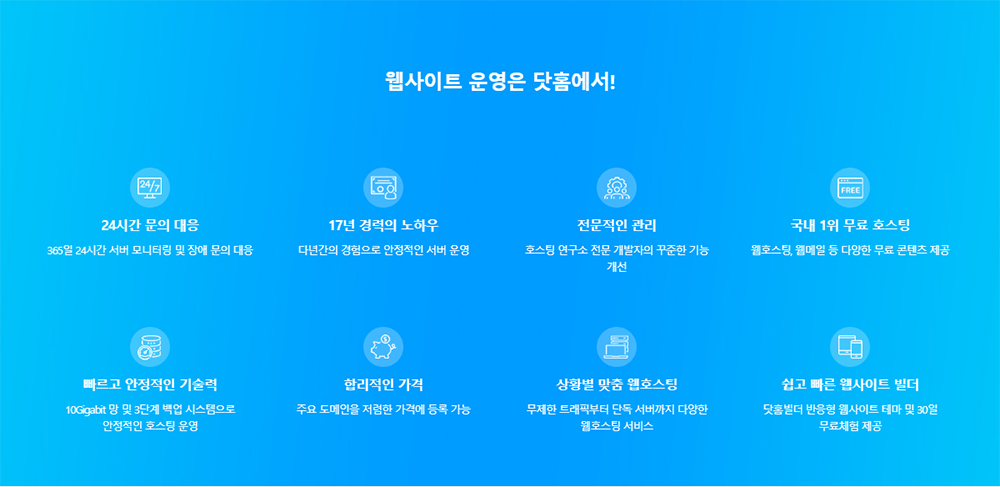 웹사이트 운영은 닷홈에서!
24/7
FREE
24시간 문의 대응
365일 24시간 서버 모니터링 및 장애 문의 대응
17년 경력의 노하우
다년간의 경험으로 안정적인 서버 운영
전문적인 관리
호스팅 연구소 전문 개발자의 꾸준한 기능
개선
국내 1위 무료 호스팅
웹호스팅, 웹메일 등 다양한 무료 콘텐츠 제공
빠르고 안정적인 기술력
10Gigabit 망 및 3단계 백업 시스템으로
안정적인 호스팅 운영
합리적인 가격
주요 도메인을 저렴한 가격에 등록 가능
상황별 맞춤 웹호스팅
무제한 트래픽부터 단독 서버까지 다양한
웹호스팅 서비스
쉽고 빠른 웹사이트 빌더
닷홈빌더 반응형 웹사이트 테마 및 30일
무료체험 제공